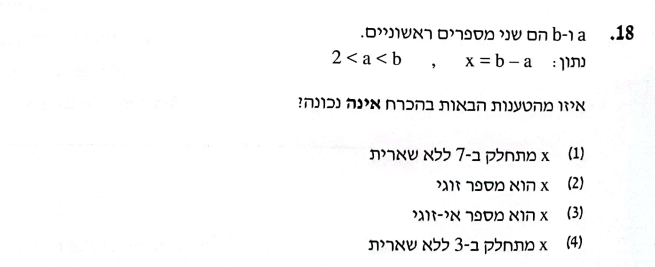 18. a ו-b הם שני מספרים ראשוניים.
נתון: x = b – a , 2 < a < b
איזו מהטענות הבאות בהכרח אינה נכונה?
(1) x מתחלק ב-7 ללא שארית
(2) x הוא מספר זוגי
(3) x הוא מספר אי-זוגי
(4) x מתחלק ב-3 ללא שארית